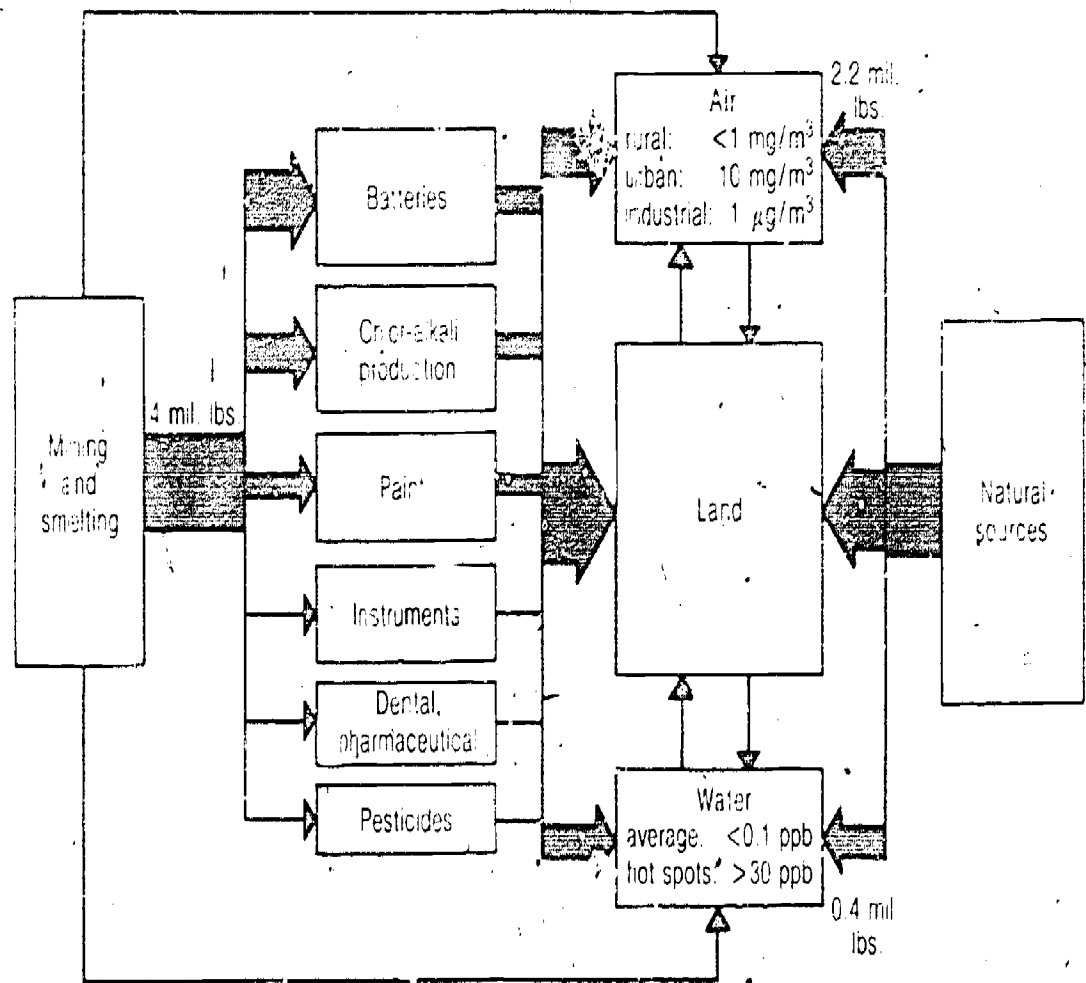 2.2 mil.
lbs.
Air
rural: <1 mg/m³
urban: 10 mg/m³
industrial: 1 µg/m³
Batteries
Chlor-alkali
production
4 mil. lbs.
Mining
and
smelting
Paint
Land
Natural
sources
Instruments
Dental,
pharmaceutical
Pesticides
Water
average: <0.1 ppb
hot spots: >30 ppb
0.4 mil
lbs.